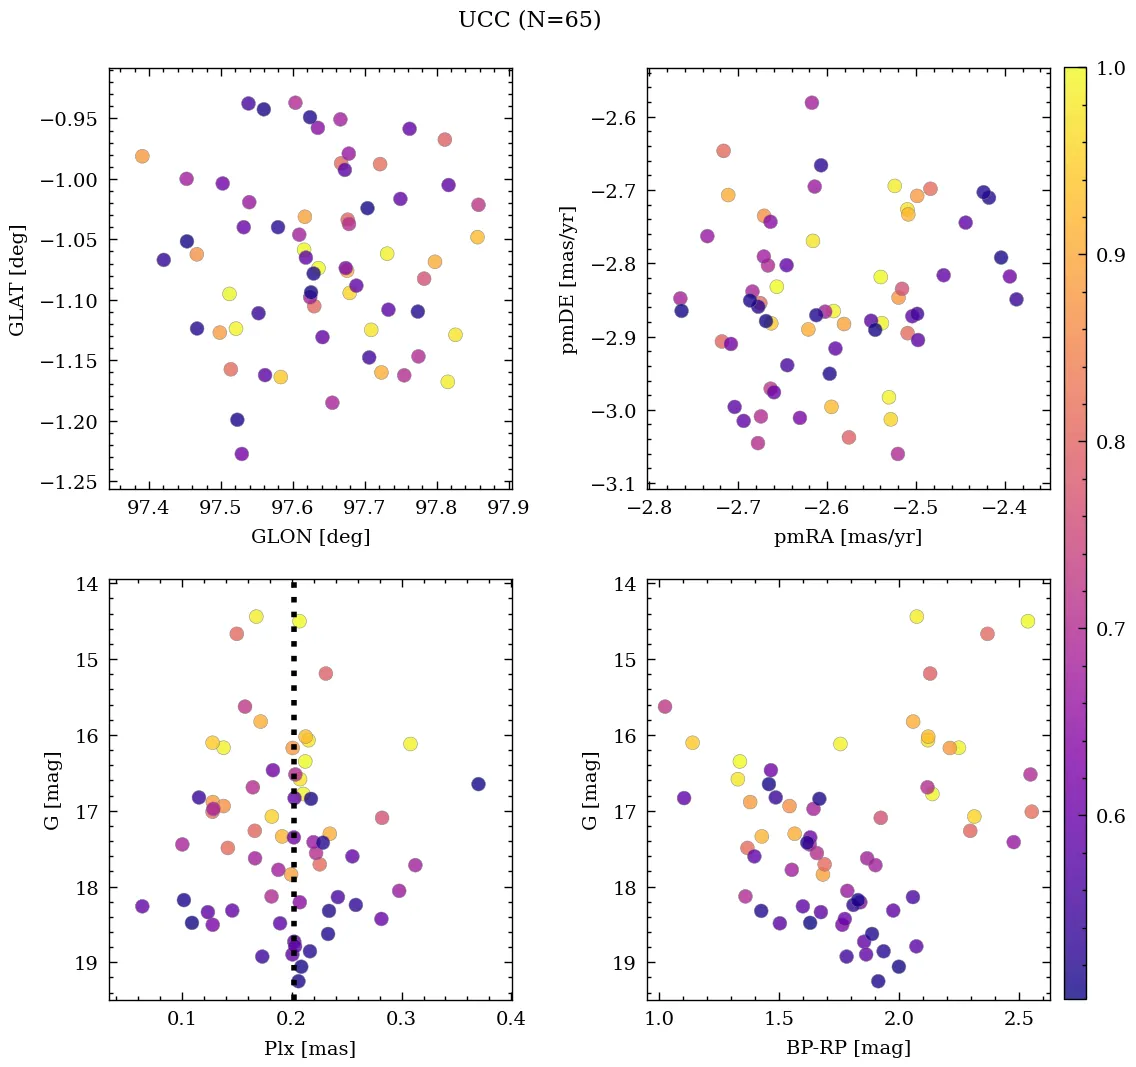 UCC (N=65)
−0.95
−1.00
−1.05
−1.10
−1.15
−1.20
−1.25
GLAT [deg]
97.4 97.5 97.6 97.7 97.8 97.9
GLON [deg]
−2.6
−2.7
−2.8
−2.9
−3.0
−3.1
pmDE [mas/yr]
−2.8 −2.7 −2.6 −2.5 −2.4
pmRA [mas/yr]
14
15
16
17
18
19
G [mag]
0.1 0.2 0.3 0.4
Plx [mas]
14
15
16
17
18
19
G [mag]
1.0 1.5 2.0 2.5
BP-RP [mag]
1.0
0.9
0.8
0.7
0.6